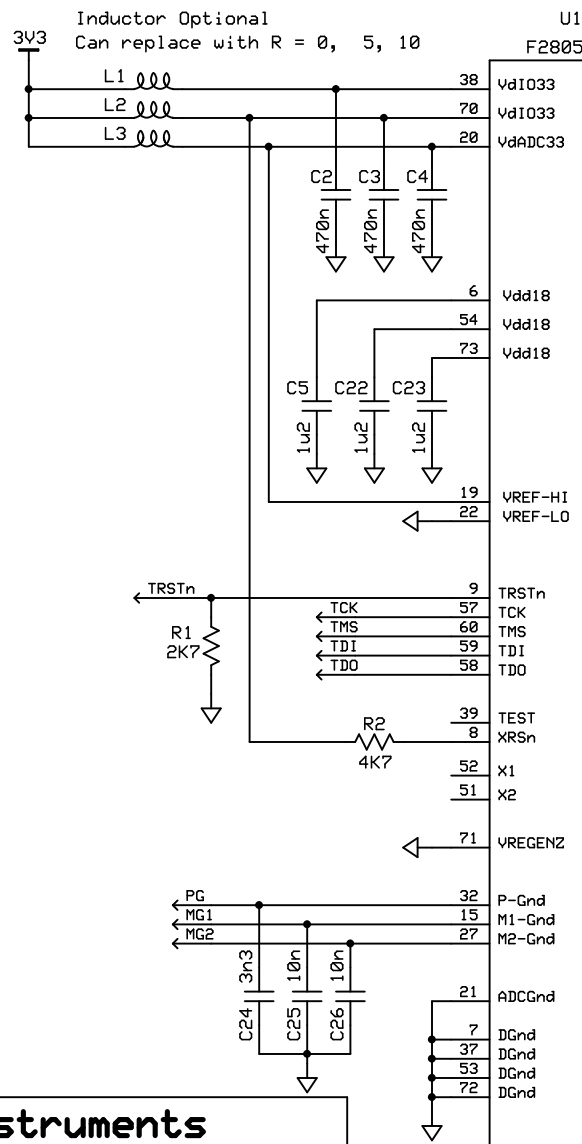 Inductor Optional
Can replace with R = 0, 5, 10
U1
F2805
3V3
L1
38 VdIO33
L2
70 VdIO33
L3
20 VdADC33
C2 C3 C4
470n 470n 470n
6 Vdd18
54 Vdd18
73 Vdd18
C5 C22 C23
1u2 1u2 1u2
19 VREF-HI
22 VREF-LO
TRSTn 9 TRSTn
TCK 57 TCK
TMS 60 TMS
TDI 59 TDI
TDO 58 TDO
R1
2K7
39 TEST
R2 8 XRSn
4K7
52 X1
51 X2
71 VREGENZ
PG 32 P-Gnd
MG1 15 M1-Gnd
MG2 27 M2-Gnd
3n3 10n 10n
C24 C25 C26
21 ADCGnd
7 DGnd
37 DGnd
53 DGnd
72 DGnd
struments